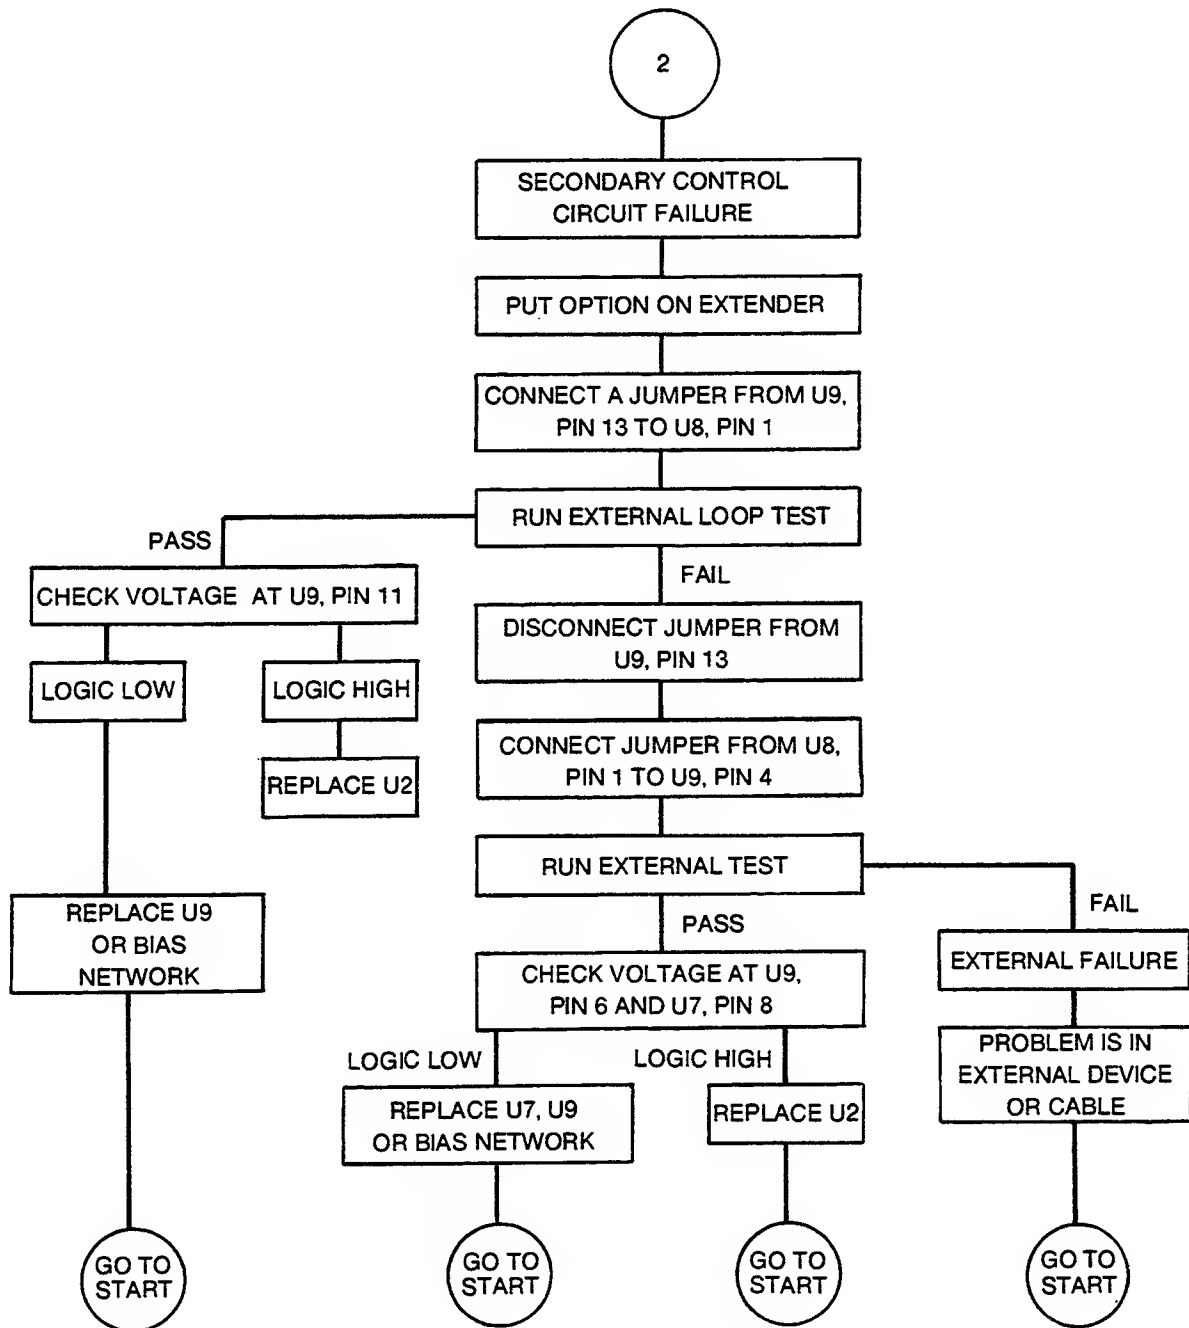 2
SECONDARY CONTROL
CIRCUIT FAILURE
PUT OPTION ON EXTENDER
CONNECT A JUMPER FROM U9,
PIN 13 TO U8, PIN 1
RUN EXTERNAL LOOP TEST
PASS
FAIL
CHECK VOLTAGE AT U9, PIN 11
LOGIC LOW
LOGIC HIGH
REPLACE U2
REPLACE U9
OR BIAS
NETWORK
GO TO
START
DISCONNECT JUMPER FROM
U9, PIN 13
CONNECT JUMPER FROM U8,
PIN 1 TO U9, PIN 4
RUN EXTERNAL TEST
PASS
FAIL
CHECK VOLTAGE AT U9,
PIN 6 AND U7, PIN 8
LOGIC LOW
LOGIC HIGH
REPLACE U7, U9
OR BIAS NETWORK
GO TO
START
REPLACE U2
GO TO
START
EXTERNAL FAILURE
PROBLEM IS IN
EXTERNAL DEVICE
OR CABLE
GO TO
START